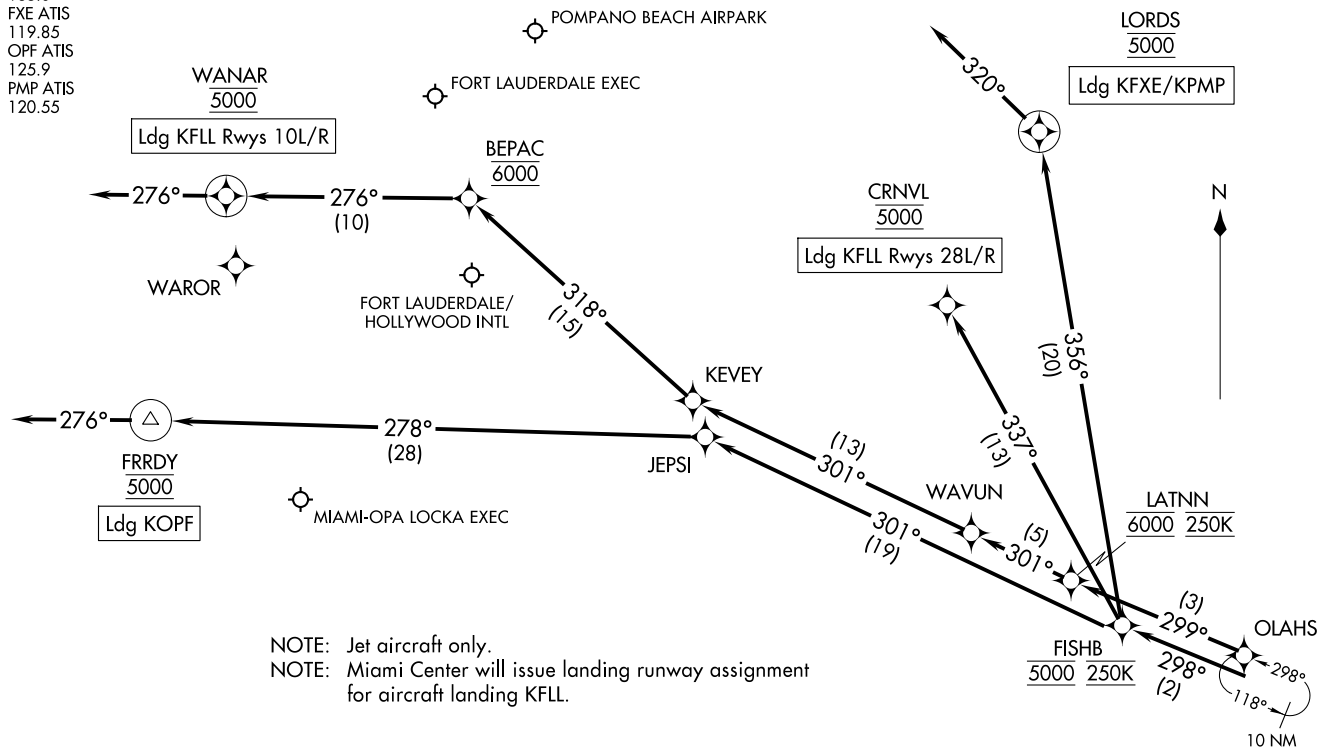 FXE ATIS
119.85
OPF ATIS
125.9
PMP ATIS
120.55
POMPANO BEACH AIRPARK
FORT LAUDERDALE EXEC
LORDS
5000
Ldg KFXE/KPMP
320°
WANAR
5000
Ldg KFLL Rwys 10L/R
BEPAC
6000
276°
276°
(10)
WAROR
FORT LAUDERDALE/
HOLLYWOOD INTL
318°
(15)
CRNVL
5000
Ldg KFLL Rwys 28L/R
N
356°
(20)
337°
(13)
KEVEY
276°
278°
(28)
JEPSI
FRRDY
5000
Ldg KOPF
MIAMI-OPA LOCKA EXEC
(13)
301°
WAVUN
LATNN
6000 250K
301°
(19)
(5)
301°
(3)
299°
OLAHS
FISHB
5000 250K
298°
(2)
298°
118°
10 NM
NOTE: Jet aircraft only.
NOTE: Miami Center will issue landing runway assignment
for aircraft landing KFLL.